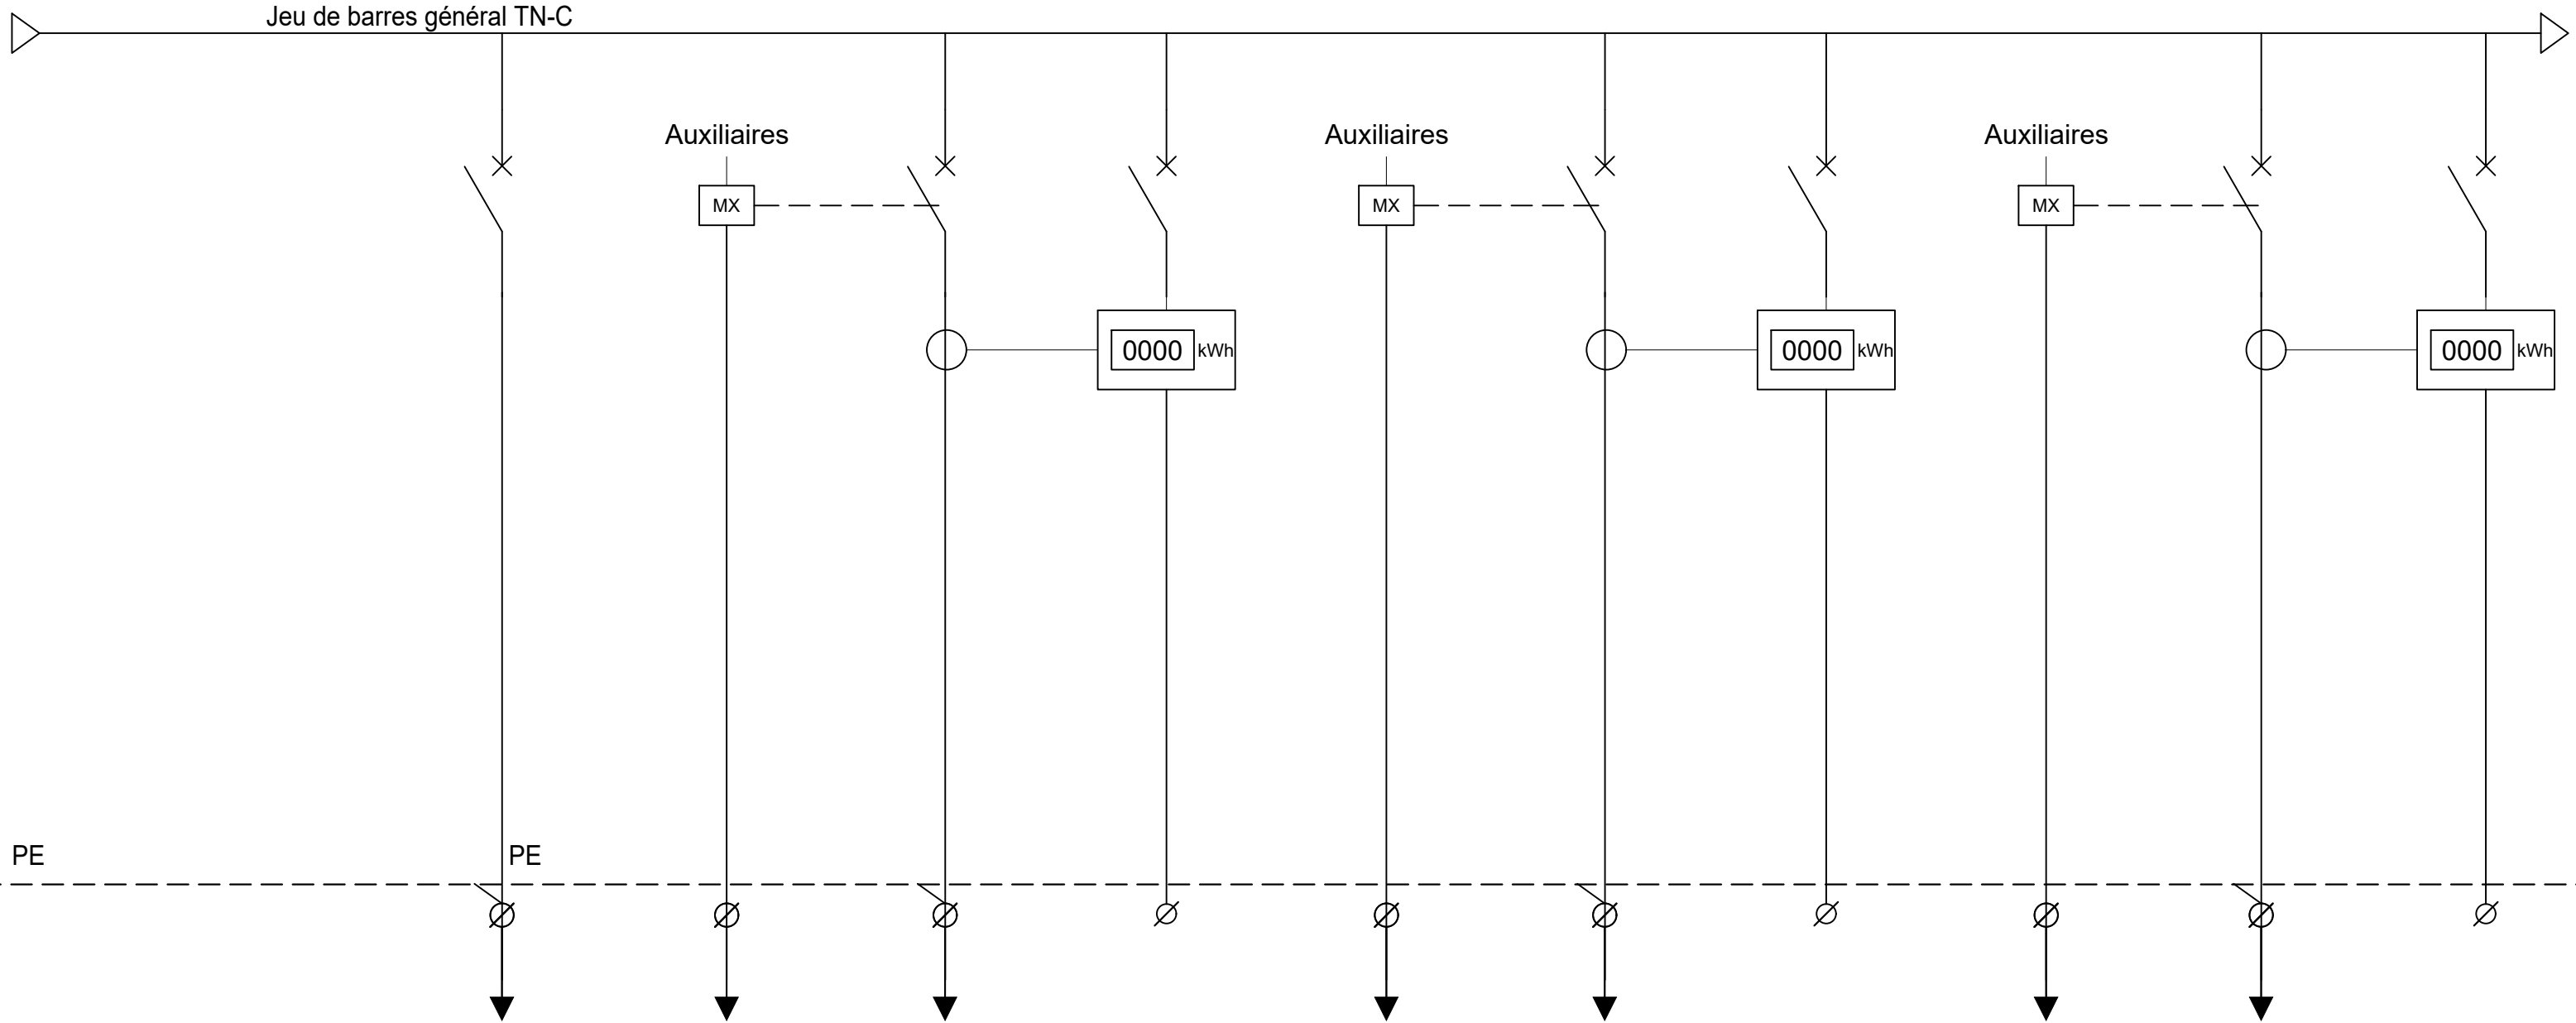 Jeu de barres général TN-C
Auxiliaires
Auxiliaires
Auxiliaires
MX
MX
MX
0000 kWh
0000 kWh
0000 kWh
PE
PE